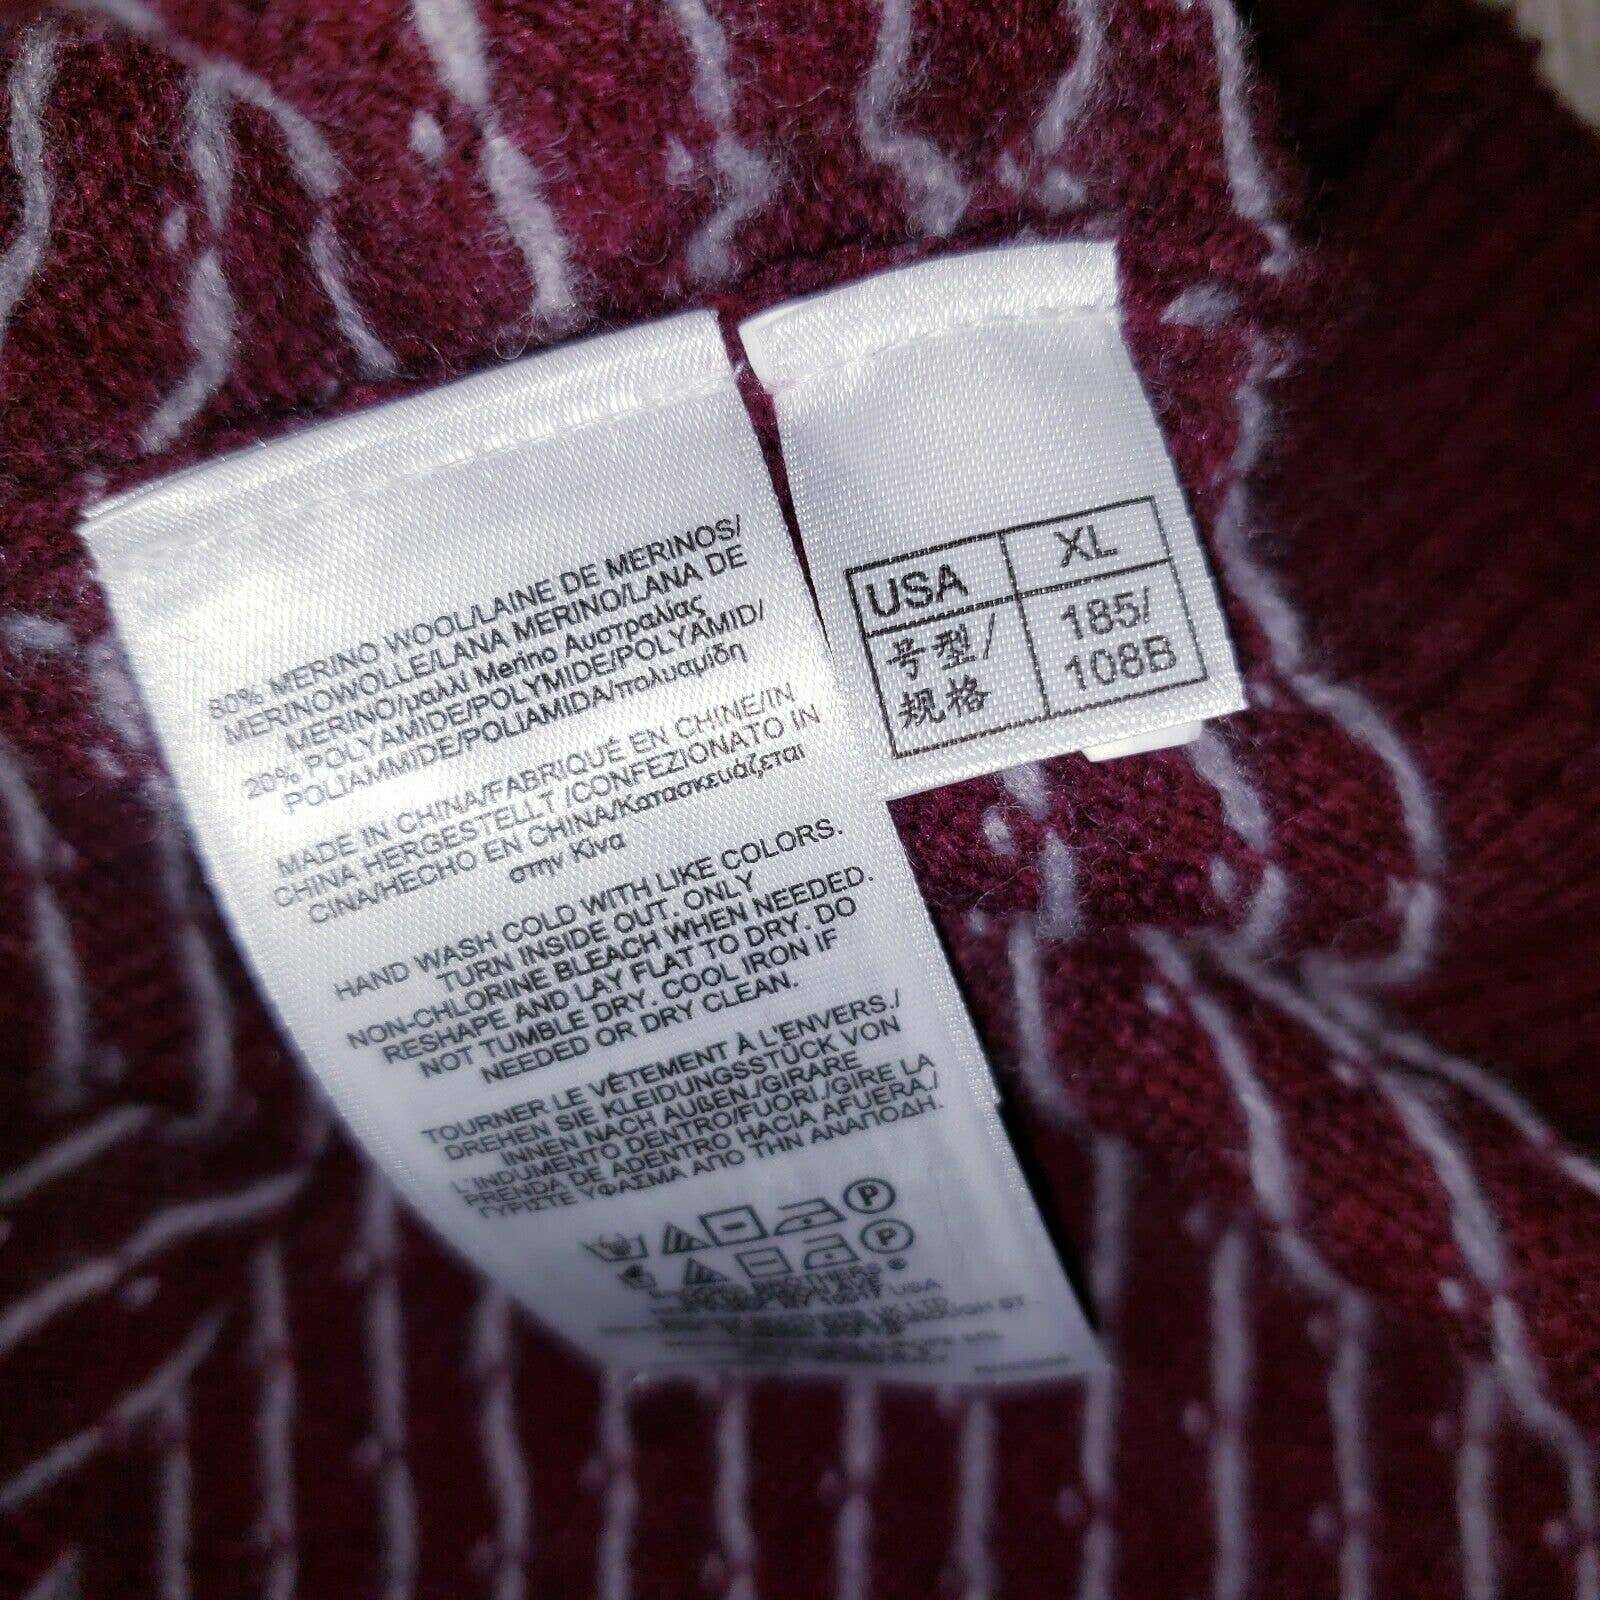 80% MERINO WOOL/LAINE DE MERINOS/
MERINOWOLLE/LANA MERINO/LANA DE
MERINO/μαλλί Merino Αυστραλίας
20% POLYAMIDE/POLYMIDE/POLYAMID/
POLIAMMIDE/POLIAMIDA/πολυαμίδη
MADE IN CHINA/FABRIQUÉ EN CHINE/IN
CHINA HERGESTELLT /CONFEZIONATO IN
CINA/HECHO EN CHINA/Κατασκευάζεται
στην Κίνα
HAND WASH COLD WITH LIKE COLORS.
TURN INSIDE OUT. ONLY
NON-CHLORINE BLEACH WHEN NEEDED.
RESHAPE AND LAY FLAT TO DRY. DO
NOT TUMBLE DRY. COOL IRON IF
NEEDED OR DRY CLEAN.
TOURNER LE VÊTEMENT À L'ENVERS./
DREHEN SIE KLEIDUNGSSTÜCK VON
INNEN NACH AUßEN./GIRARE
L'INDUMENTO DENTRO/FUORI./GIRE LA
PRENDA DE ADENTRO HACIA AFUERA./
ΓΥΡΙΣΤΕ ΥΦΑΣΜΑ ΑΠΟ ΤΗΝ ΑΝΑΠΟΔΗ.
P
P
BROTHERS
USA
USA XL
号型/ 185/
规格 108B